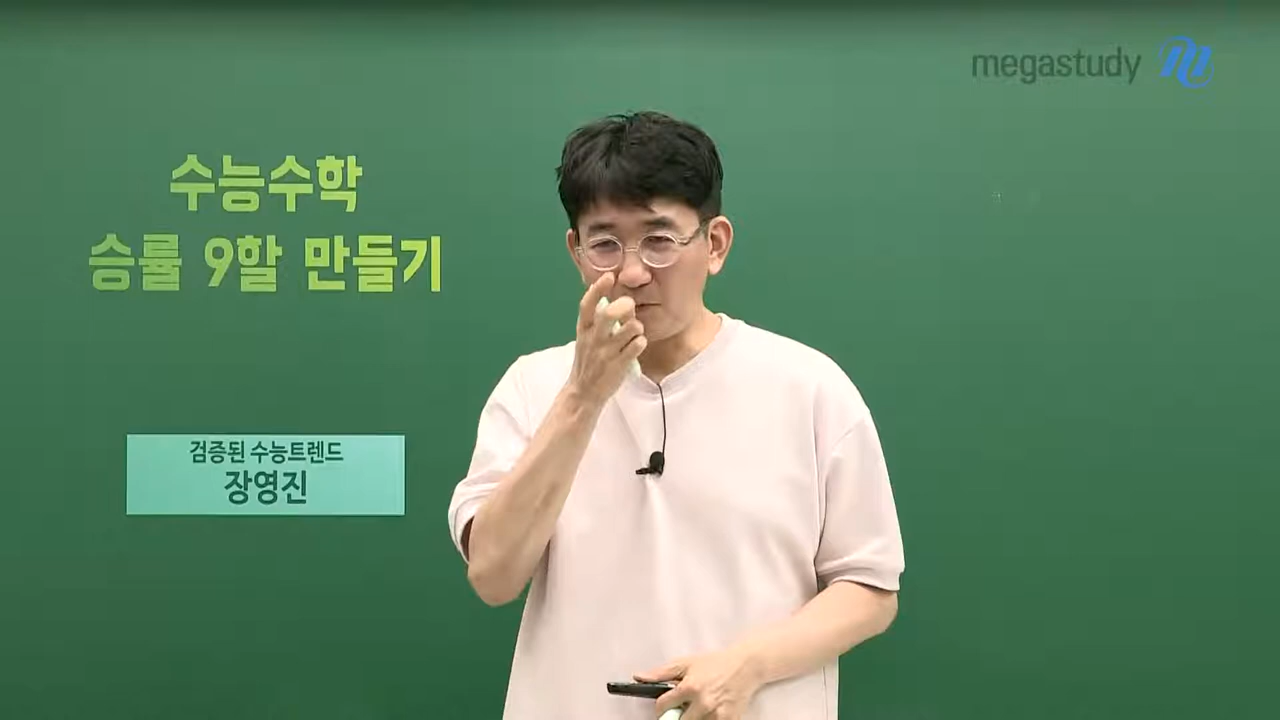 megastudy
수능수학
승률 9할 만들기
검증된 수능트렌드
장영진